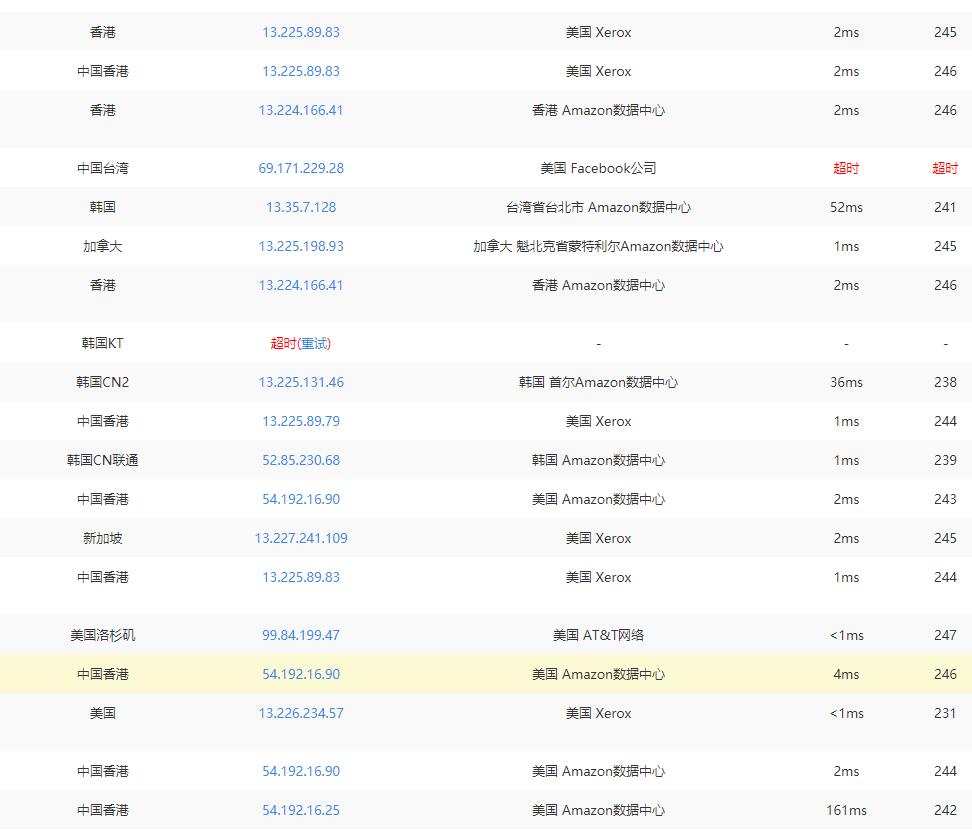 香港 13.225.89.83 美国 Xerox 2ms 245
中国香港 13.225.89.83 美国 Xerox 2ms 246
香港 13.224.166.41 香港 Amazon数据中心 2ms 246
中国台湾 69.171.229.28 美国 Facebook公司 超时 超时
韩国 13.35.7.128 台湾省台北市 Amazon数据中心 52ms 241
加拿大 13.225.198.93 加拿大 魁北克省蒙特利尔Amazon数据中心 1ms 245
香港 13.224.166.41 香港 Amazon数据中心 2ms 246
韩国KT 超时(重试) - - -
韩国CN2 13.225.131.46 韩国 首尔Amazon数据中心 36ms 238
中国香港 13.225.89.79 美国 Xerox 1ms 244
韩国CN联通 52.85.230.68 韩国 Amazon数据中心 1ms 239
中国香港 54.192.16.90 美国 Amazon数据中心 2ms 243
新加坡 13.227.241.109 美国 Xerox 2ms 245
中国香港 13.225.89.83 美国 Xerox 1ms 244
美国洛杉矶 99.84.199.47 美国 AT&T网络 <1ms 247
中国香港 54.192.16.90 美国 Amazon数据中心 4ms 246
美国 13.226.234.57 美国 Xerox <1ms 231
中国香港 54.192.16.90 美国 Amazon数据中心 2ms 244
中国香港 54.192.16.25 美国 Amazon数据中心 161ms 242